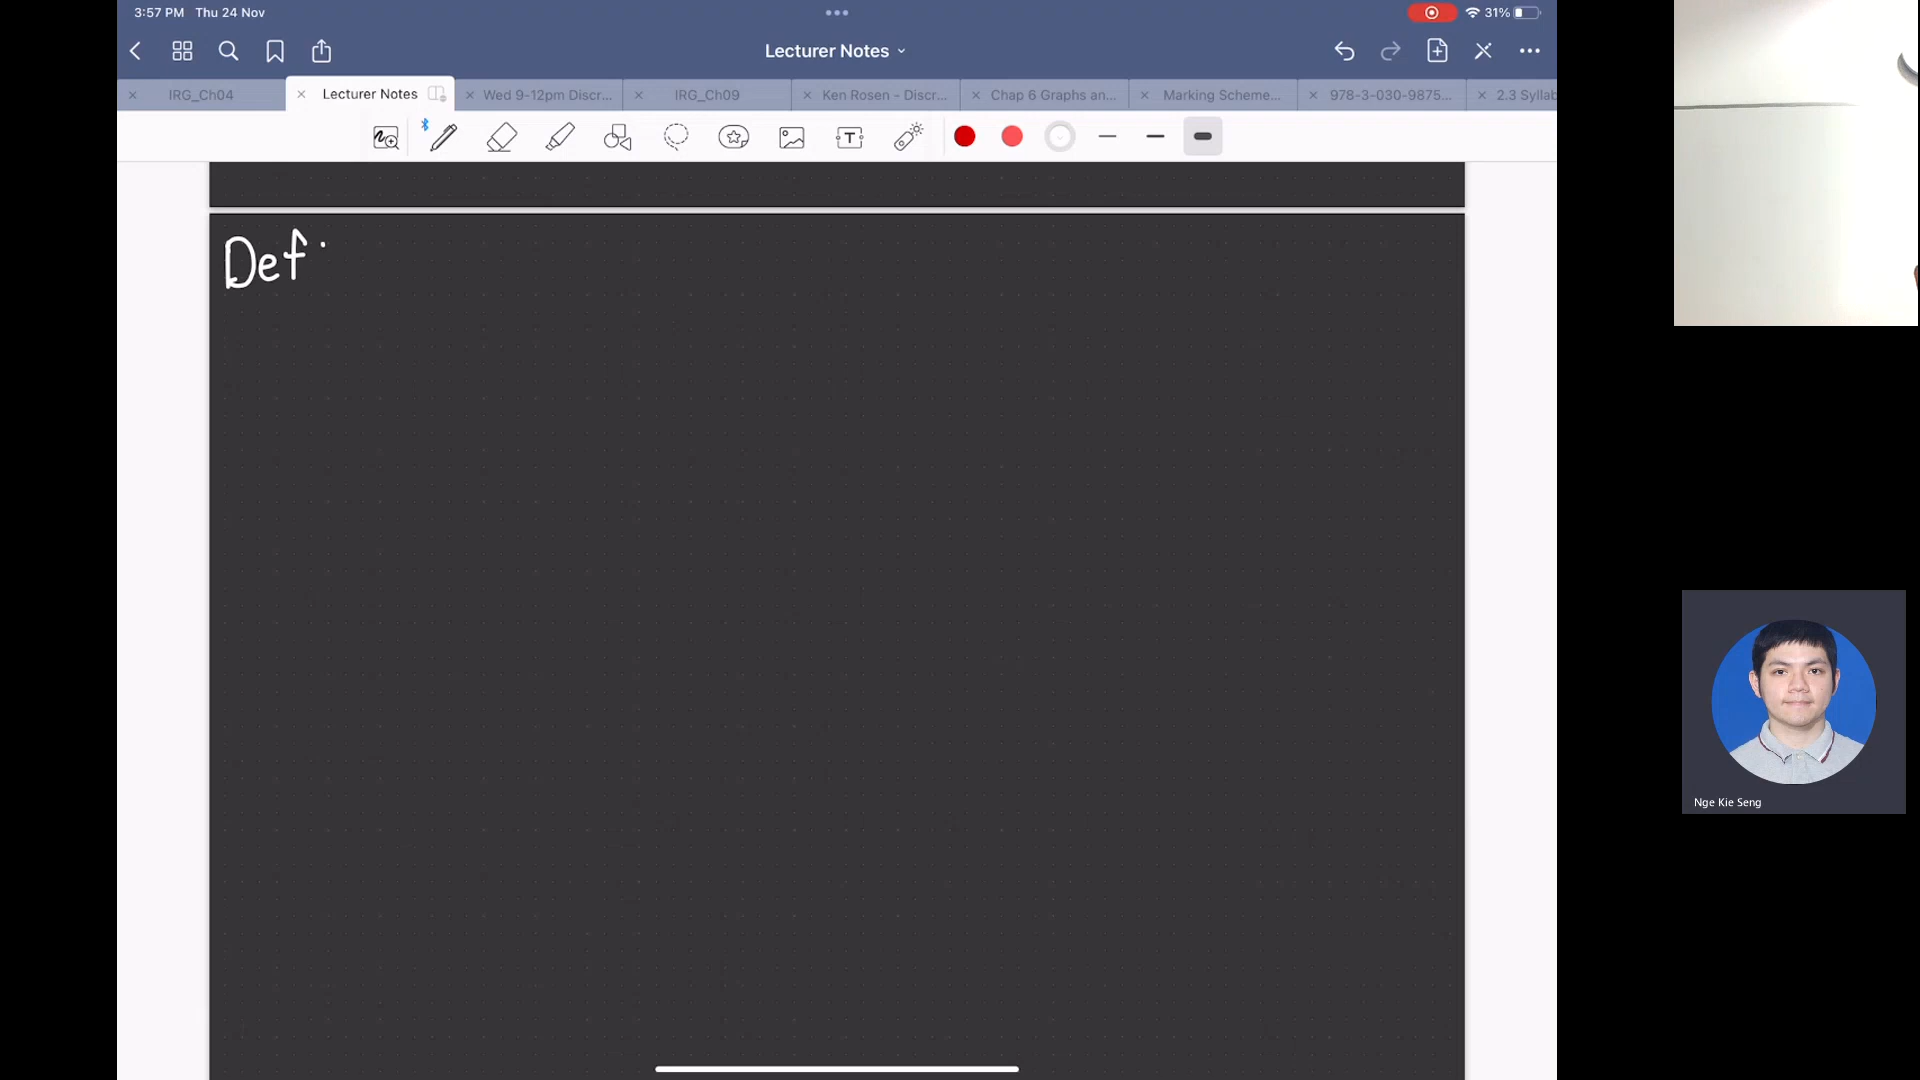 3:57 PM Thu 24 Nov
31%
Lecturer Notes
IRG_Ch04
Lecturer Notes
Wed 9-12pm Discr...
IRG_Ch09
Ken Rosen – Discr...
Chap 6 Graphs an...
Marking Scheme...
978-3-030-9875...
2.3 Syllab
T
Def
Nge Kie Seng